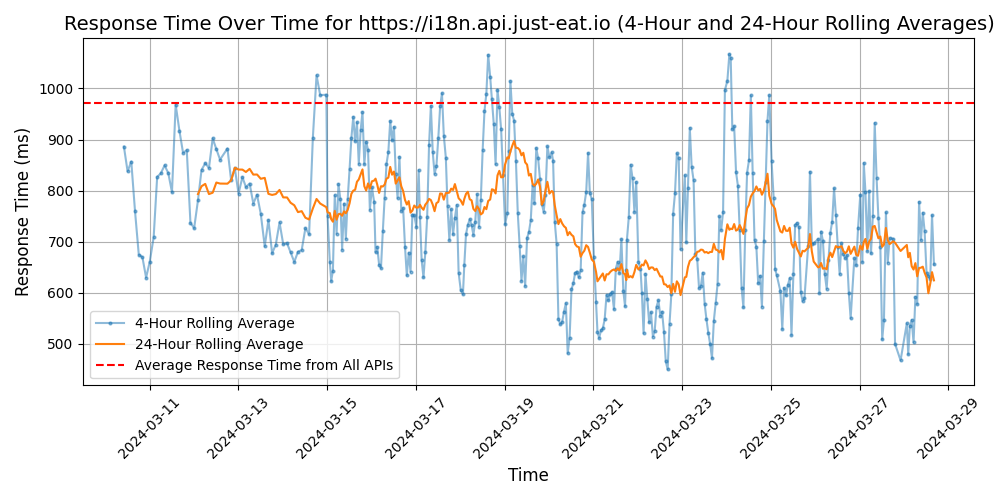 Response Time Over Time for https://i18n.api.just-eat.io (4-Hour and 24-Hour Rolling Averages)
Response Time (ms)
1000
900
800
700
600
500
4-Hour Rolling Average
24-Hour Rolling Average
Average Response Time from All APIs
2024-03-11
2024-03-13
2024-03-15
2024-03-17
2024-03-19
2024-03-21
2024-03-23
2024-03-25
2024-03-27
2024-03-29
Time